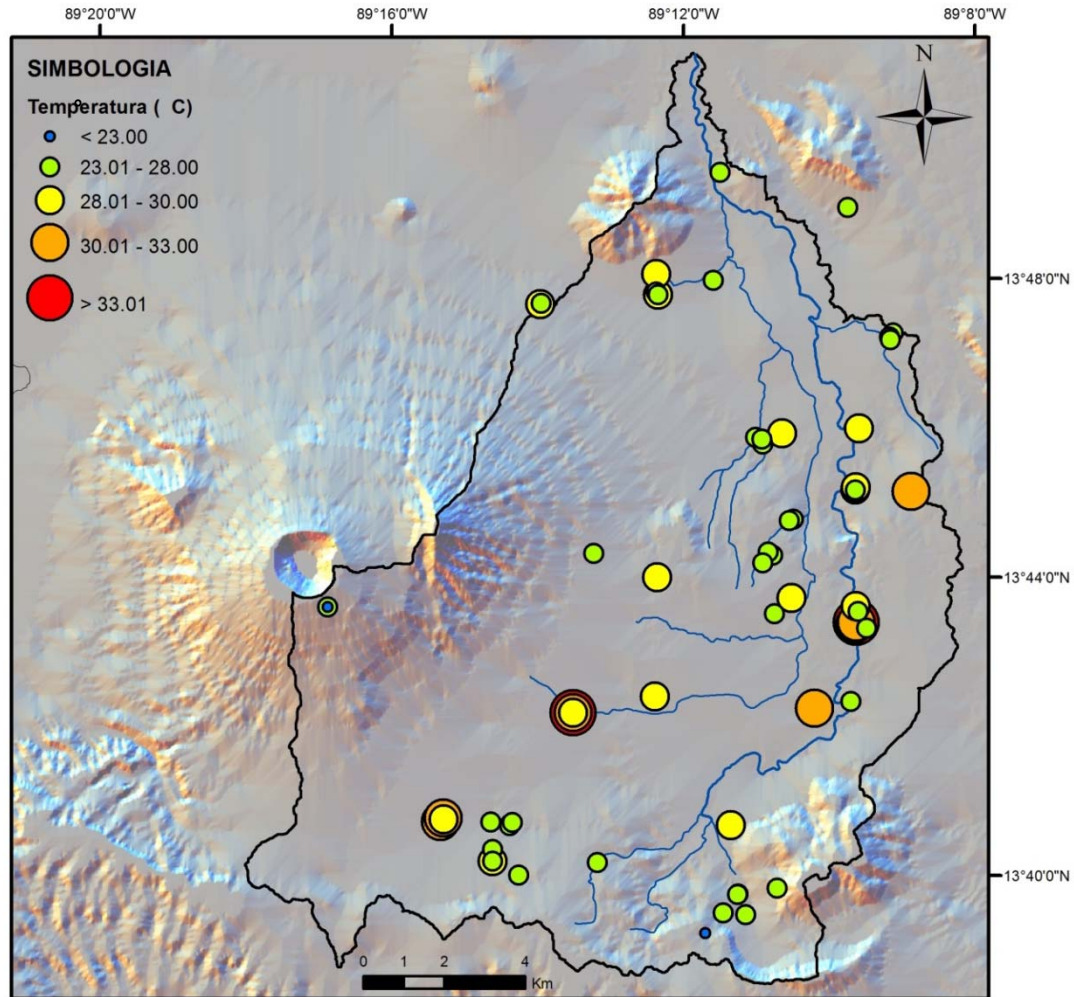 89°20'0"W 89°16'0"W 89°12'0"W 89°8'0"W
SIMBOLOGIA
N
Temperatura (°C)
< 23.00
23.01 - 28.00
28.01 - 30.00
30.01 - 33.00
> 33.01
13°48'0"N
13°44'0"N
13°40'0"N
0 1 2 4
Km